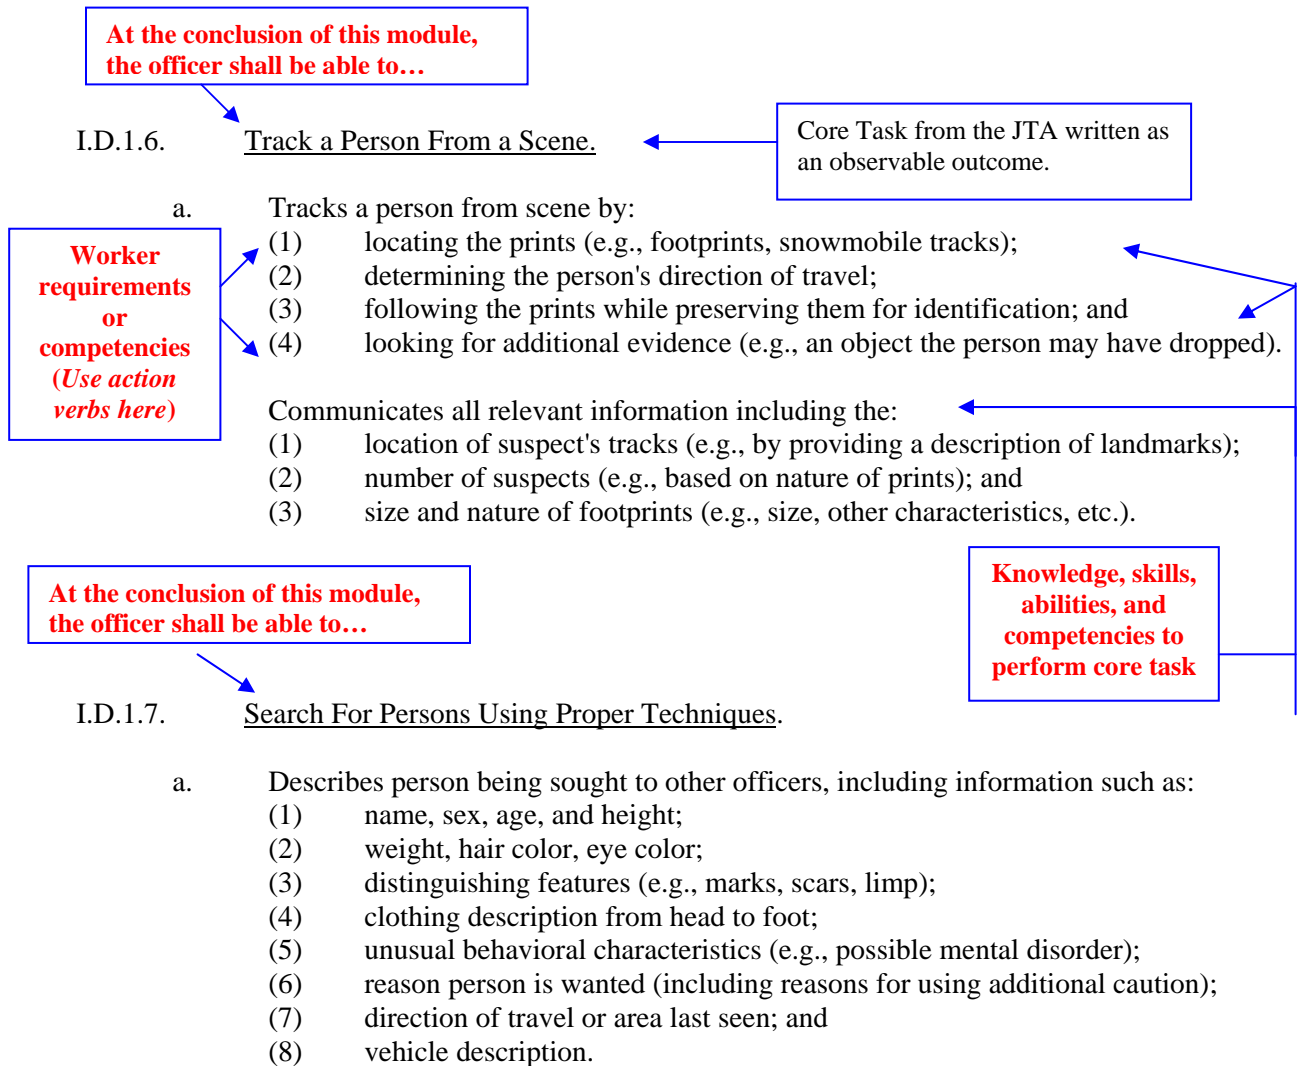 At the conclusion of this module,
the officer shall be able to…
I.D.1.6. Track a Person From a Scene.
Core Task from the JTA written as
an observable outcome.
a. Tracks a person from scene by:
(1) locating the prints (e.g., footprints, snowmobile tracks);
(2) determining the person's direction of travel;
(3) following the prints while preserving them for identification; and
(4) looking for additional evidence (e.g., an object the person may have dropped).
Worker
requirements
or
competencies
(Use action
verbs here)
Communicates all relevant information including the:
(1) location of suspect's tracks (e.g., by providing a description of landmarks);
(2) number of suspects (e.g., based on nature of prints); and
(3) size and nature of footprints (e.g., size, other characteristics, etc.).
Knowledge, skills,
abilities, and
competencies to
perform core task
At the conclusion of this module,
the officer shall be able to…
I.D.1.7. Search For Persons Using Proper Techniques.
a. Describes person being sought to other officers, including information such as:
(1) name, sex, age, and height;
(2) weight, hair color, eye color;
(3) distinguishing features (e.g., marks, scars, limp);
(4) clothing description from head to foot;
(5) unusual behavioral characteristics (e.g., possible mental disorder);
(6) reason person is wanted (including reasons for using additional caution);
(7) direction of travel or area last seen; and
(8) vehicle description.